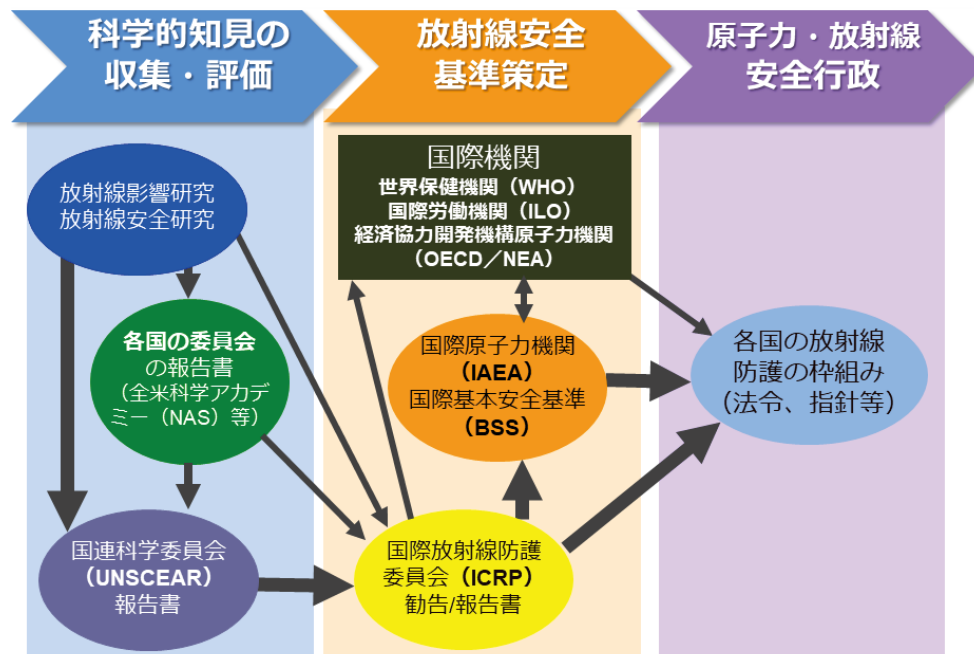 科学的知見の
収集・評価
放射線安全
基準策定
原子力・放射線
安全行政
放射線影響研究
放射線安全研究
各国の委員会
の報告書
（全米科学アカデ
ミー（NAS）等）
国連科学委員会
（UNSCEAR）
報告書
国際機関
世界保健機関（WHO）
国際労働機関（ILO）
経済協力開発機構原子力機関
（OECD／NEA）
国際原子力機関
（IAEA）
国際基本安全基準
（BSS）
国際放射線防護
委員会（ICRP）
勧告/報告書
各国の放射線
防護の枠組み
（法令、指針等）